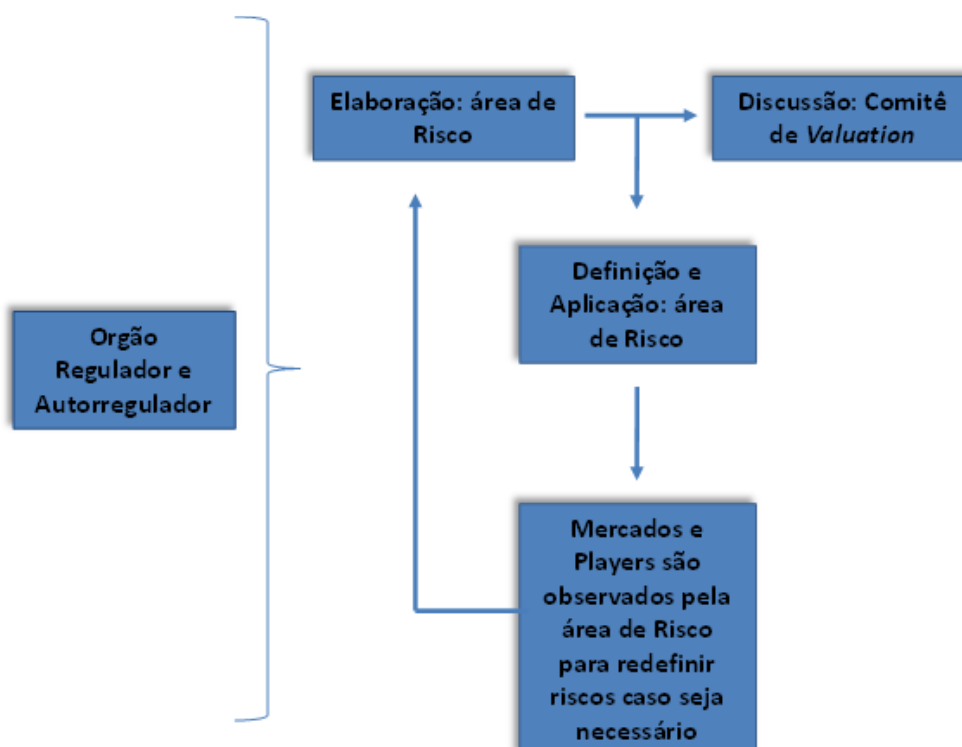 Elaboração: área de
Risco
Discussão: Comitê
de Valuation
Definição e
Aplicação: área
de Risco
Orgão
Regulador e
Autorregulador
Mercados e
Players são
observados pela
área de Risco
para redefinir
riscos caso seja
necessário